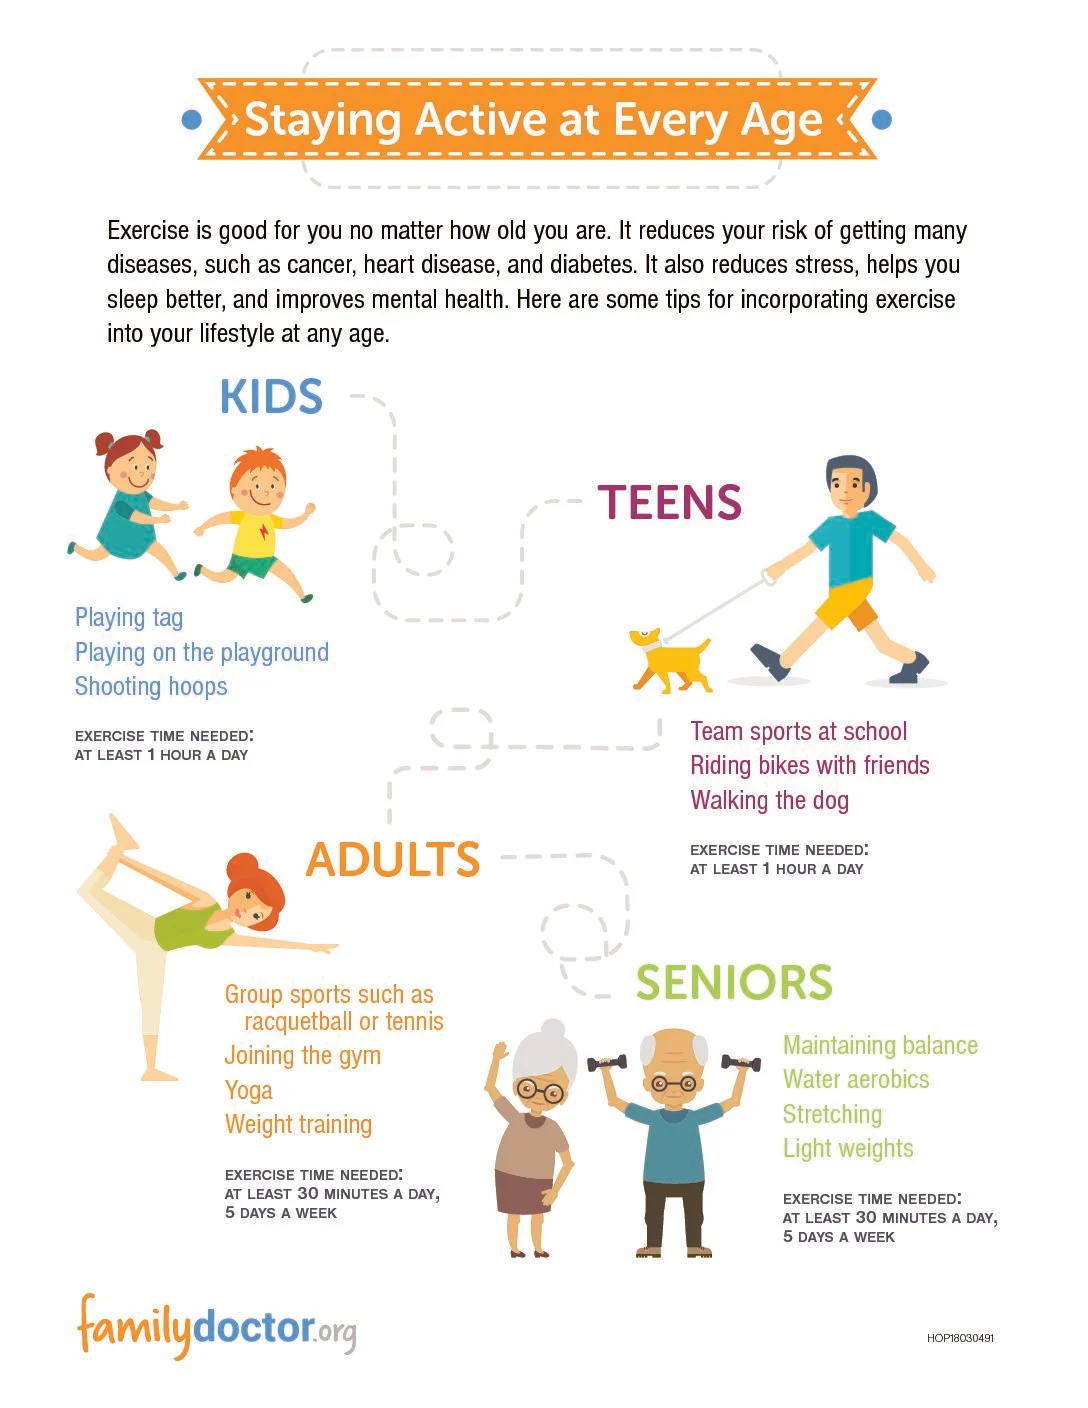 Staying Active at Every Age
Exercise is good for you no matter how old you are. It reduces your risk of getting many
diseases, such as cancer, heart disease, and diabetes. It also reduces stress, helps you
sleep better, and improves mental health. Here are some tips for incorporating exercise
into your lifestyle at any age.
KIDS
Playing tag
Playing on the playground
Shooting hoops
EXERCISE TIME NEEDED:
AT LEAST 1 HOUR A DAY
TEENS
Team sports at school
Riding bikes with friends
Walking the dog
EXERCISE TIME NEEDED:
AT LEAST 1 HOUR A DAY
ADULTS
Group sports such as
racquetball or tennis
Joining the gym
Yoga
Weight training
EXERCISE TIME NEEDED:
AT LEAST 30 MINUTES A DAY,
5 DAYS A WEEK
SENIORS
Maintaining balance
Water aerobics
Stretching
Light weights
EXERCISE TIME NEEDED:
AT LEAST 30 MINUTES A DAY,
5 DAYS A WEEK
familydoctor.org
HOP18030491